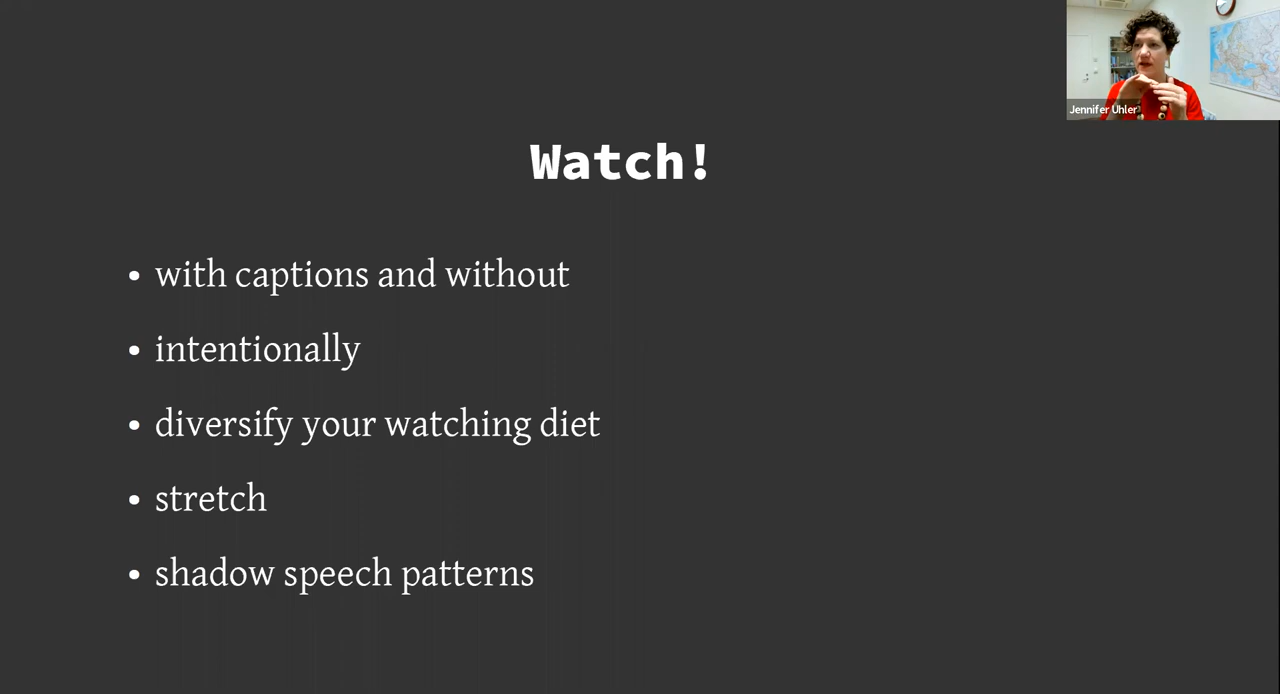 Jennifer Uhler
Watch!
• with captions and without
• intentionally
• diversify your watching diet
• stretch
• shadow speech patterns